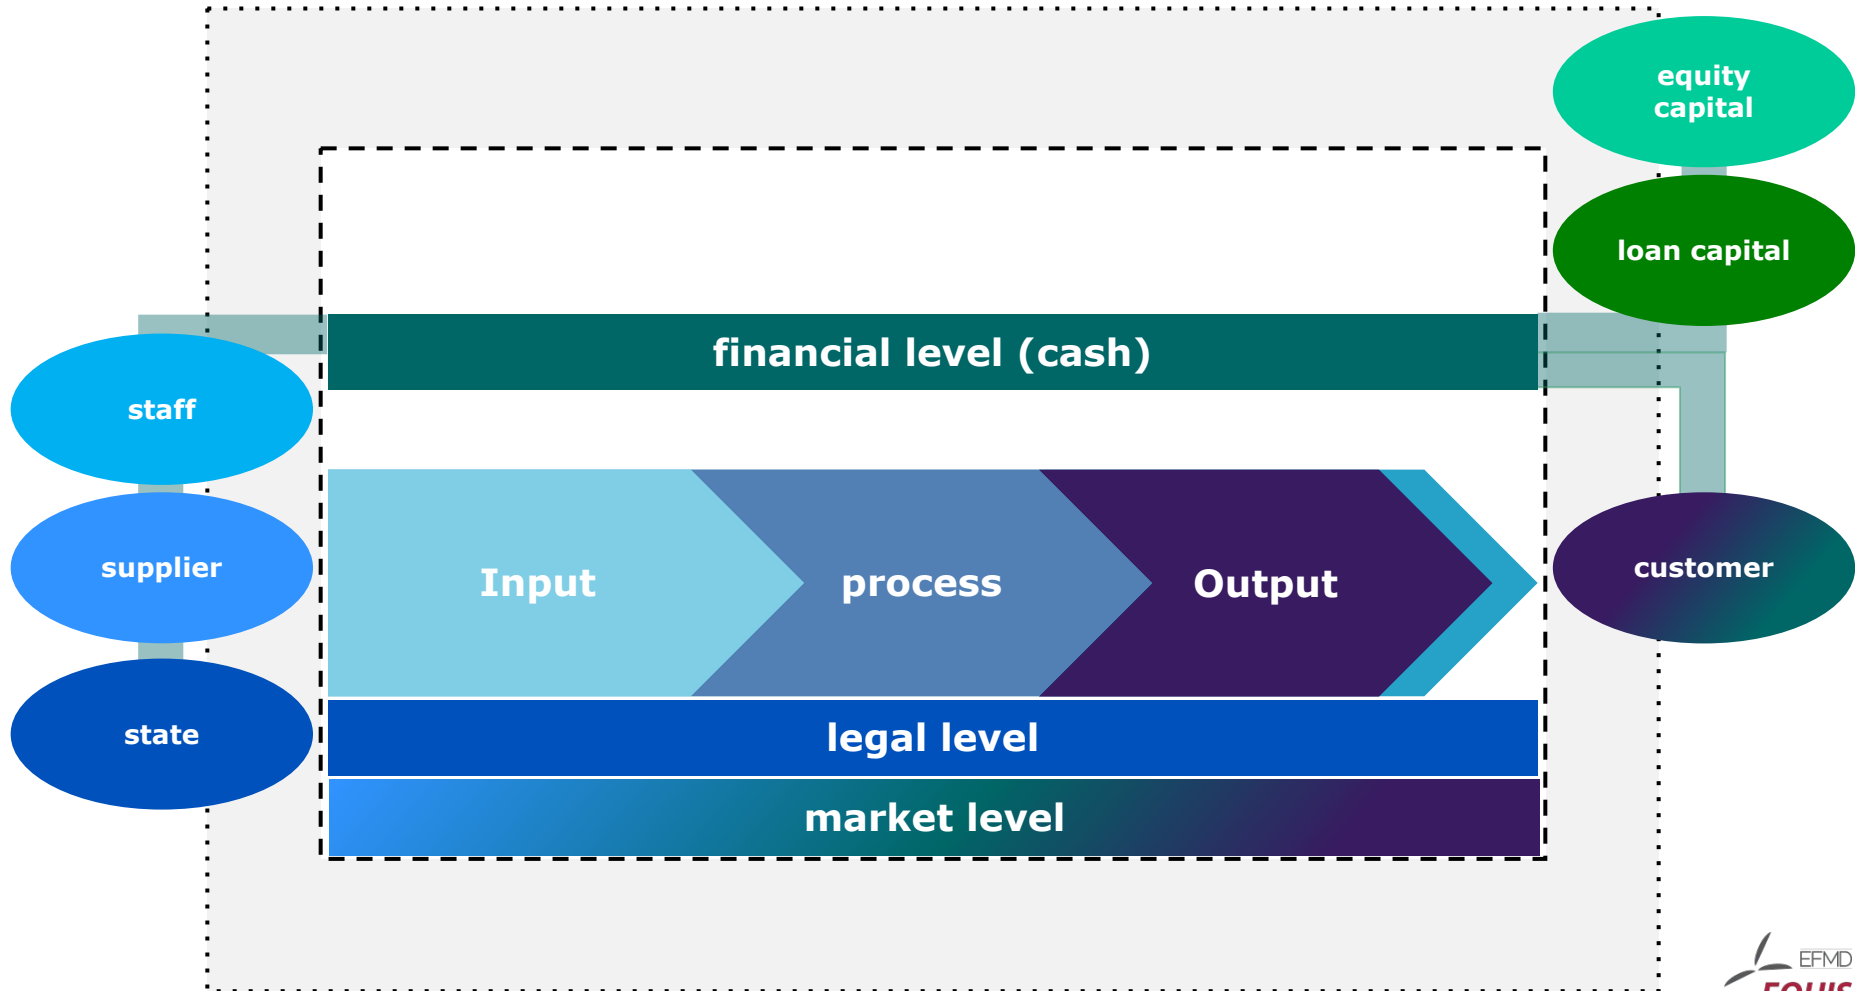 equity
capital
loan capital
financial level (cash)
staff
supplier
state
Input
process
Output
customer
legal level
market level
EFMD
EQUIS